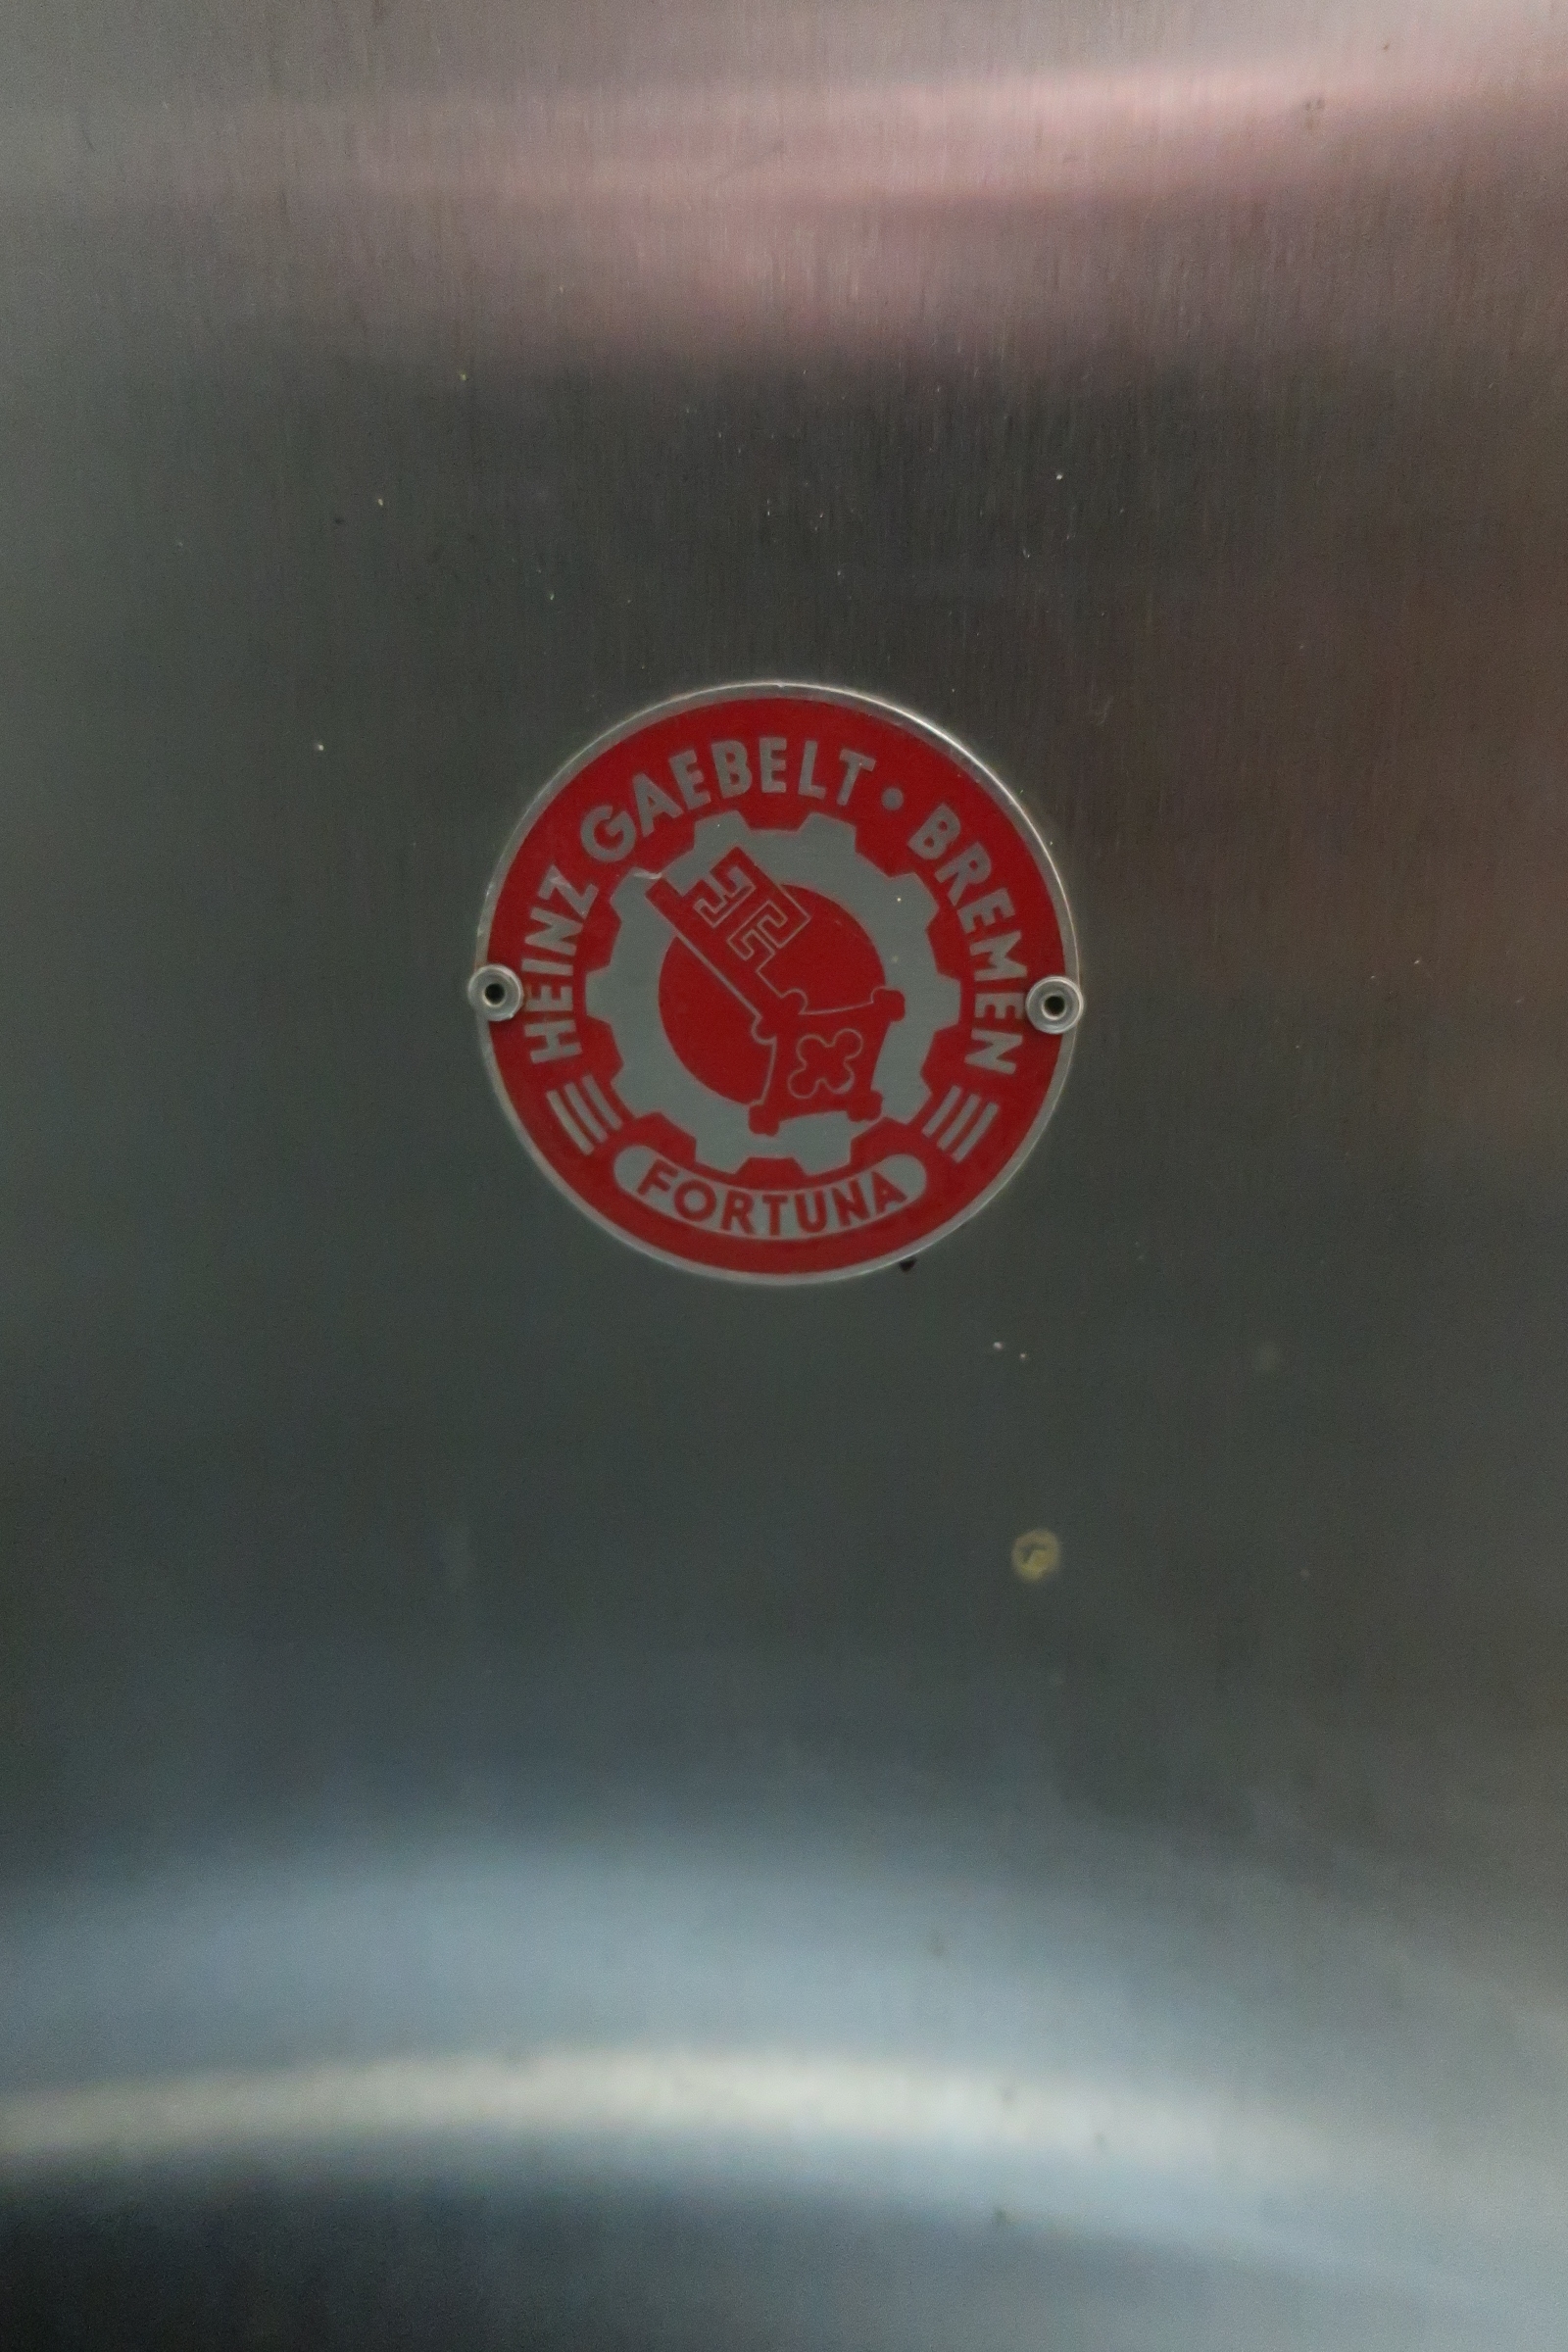 HEINZ GAEBELT • BREMEN
FORTUNA